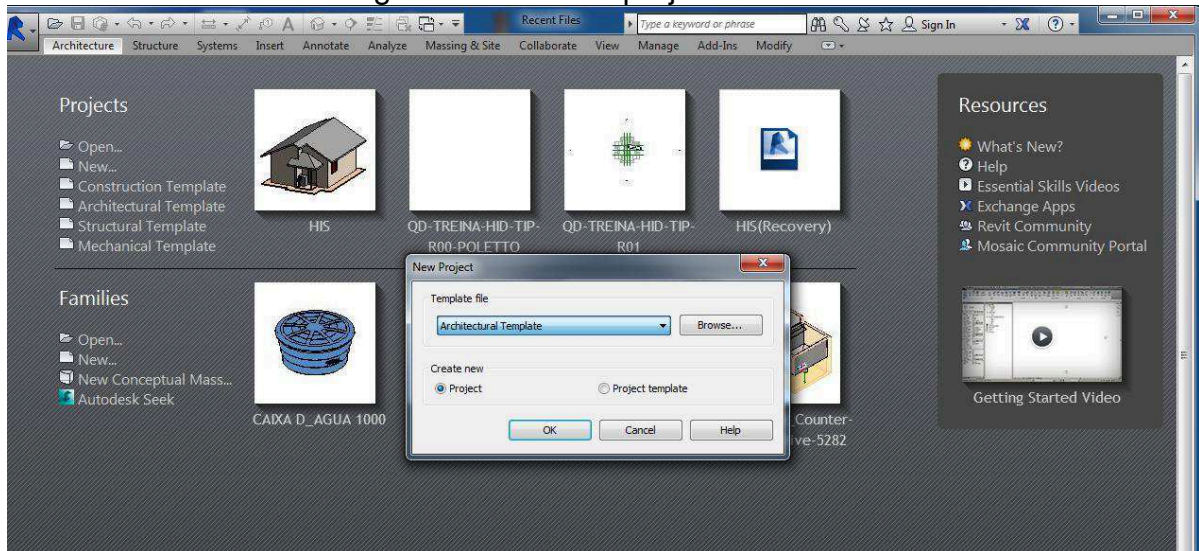 Recent Files
Type a keyword or phrase
Sign In
Architecture Structure Systems Insert Annotate Analyze Massing & Site Collaborate View Manage Add-Ins Modify
Projects
Open...
New...
Construction Template
Architectural Template
Structural Template
Mechanical Template
HIS
QD-TREINA-HID-TIP-
R00-POLETTO
QD-TREINA-HID-TIP-
R01
HIS(Recovery)
Resources
What's New?
Help
Essential Skills Videos
Exchange Apps
Revit Community
Mosaic Community Portal
Getting Started Video
Families
Open...
New...
New Conceptual Mass...
Autodesk Seek
CAIXA D_AGUA 1000
Counter-
ve-5282
New Project
Template file
Architectural Template
Browse...
Create new
Project
Project template
OK
Cancel
Help